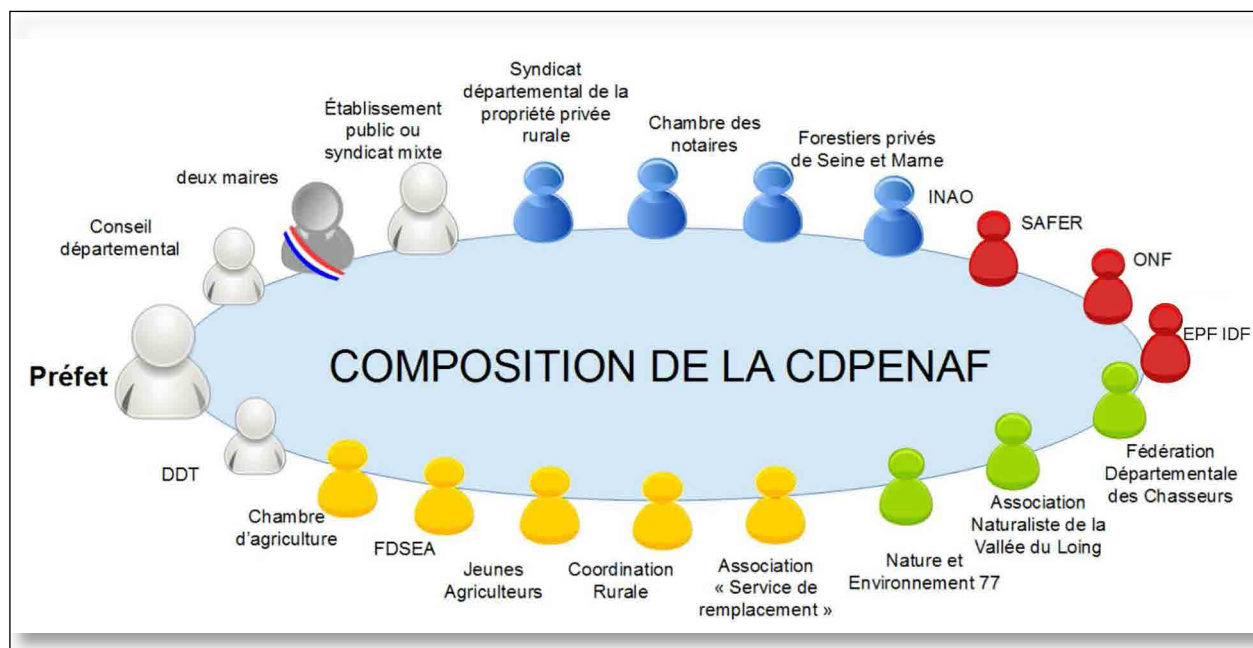 Syndicat
départemental de la
propriété privée
rurale
Établissement
public ou
syndicat mixte
Chambre des
notaires
Forestiers privés
de Seine et Marne
deux maires
INAO
Conseil
départemental
SAFER
ONF
EPF IDF
Préfet
COMPOSITION DE LA CDPENAF
DDT
Chambre
d'agriculture
FDSEA
Jeunes
Agriculteurs
Coordination
Rurale
Association
« Service de
remplacement »
Nature et
Environnement 77
Association
Naturaliste de la
Vallée du Loing
Fédération
Départementale
des Chasseurs